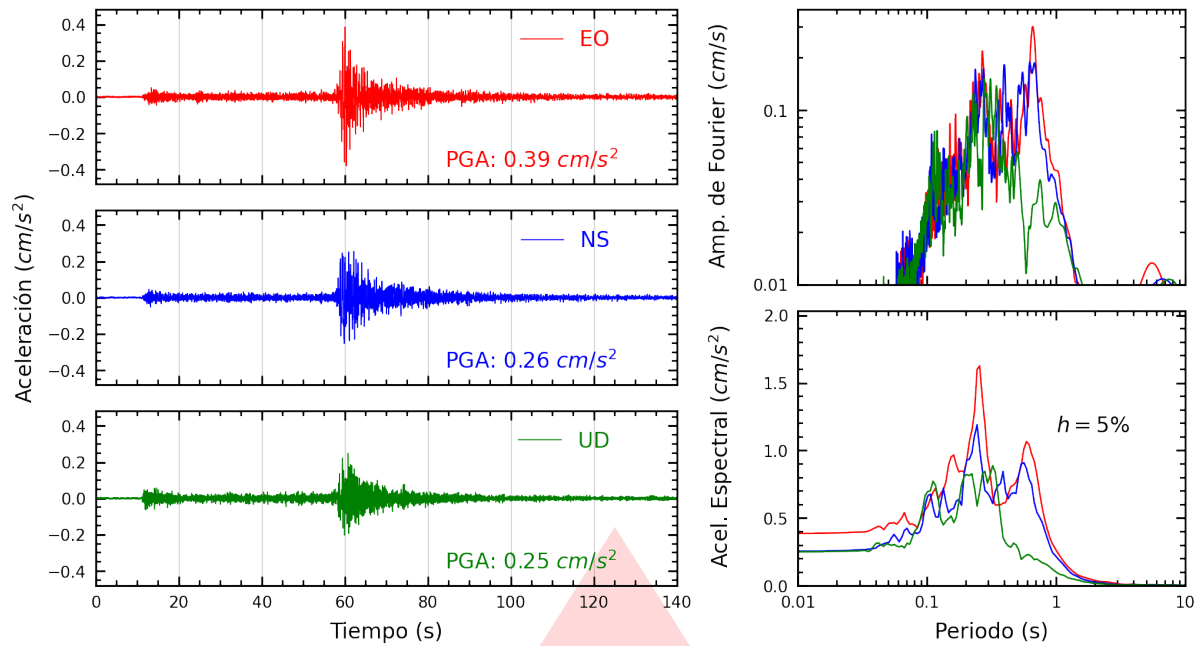 Aceleración (cm/s²)
0.4
0.2
0.0
−0.2
−0.4
EO
PGA: 0.39 cm/s²
0.4
0.2
0.0
−0.2
−0.4
NS
PGA: 0.26 cm/s²
0.4
0.2
0.0
−0.2
−0.4
UD
PGA: 0.25 cm/s²
0 20 40 60 80 100 120 140
Tiempo (s)
Amp. de Fourier (cm/s)
0.1
0.01
Acel. Espectral (cm/s²)
2.0
1.5
1.0
0.5
0.0
h = 5%
0.01 0.1 1 10
Periodo (s)